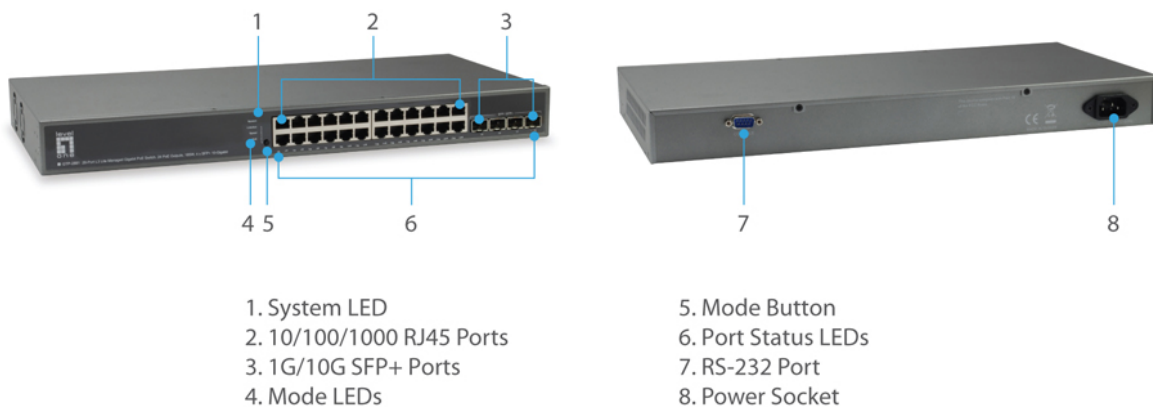 1
2
3
level
one
4 5
6
7
8
1. System LED
2. 10/100/1000 RJ45 Ports
3. 1G/10G SFP+ Ports
4. Mode LEDs
5. Mode Button
6. Port Status LEDs
7. RS-232 Port
8. Power Socket